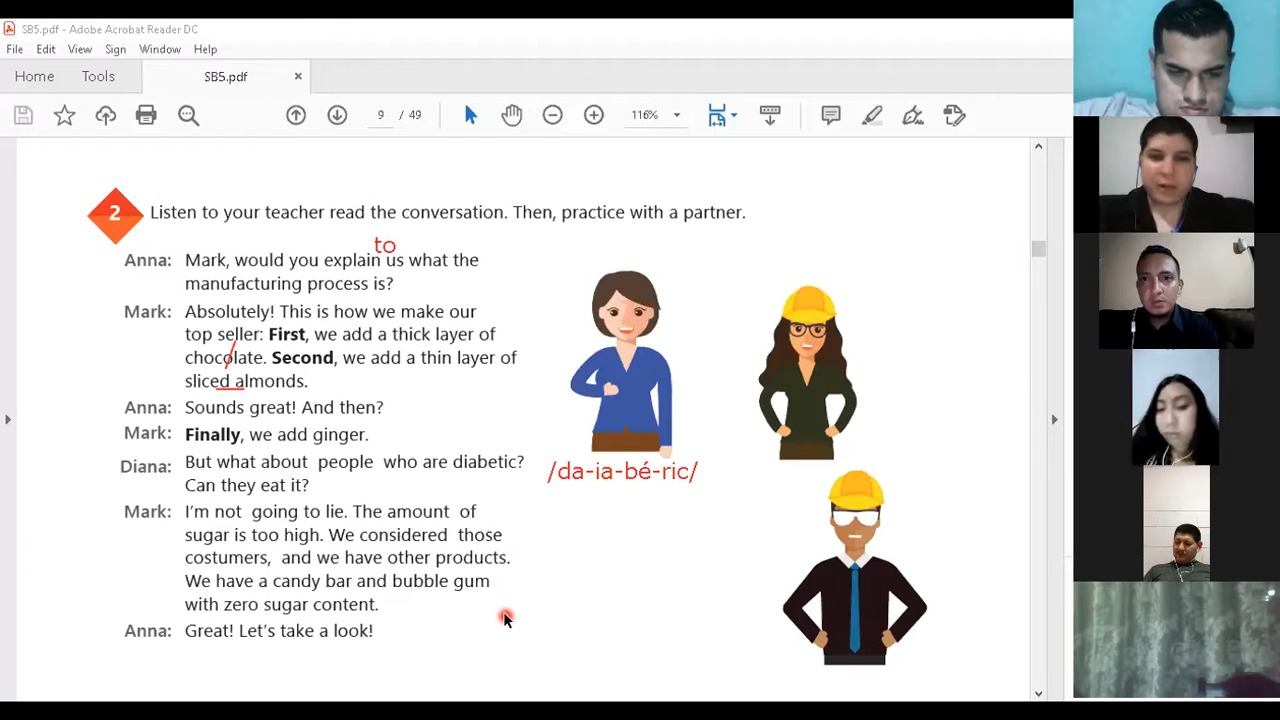 SB5.pdf - Adobe Acrobat Reader DC
File Edit View Sign Window Help
Home Tools SB5.pdf ×
9 / 49 116%
2 Listen to your teacher read the conversation. Then, practice with a partner.
to
Anna: Mark, would you explain us what the
manufacturing process is?
Mark: Absolutely! This is how we make our
top seller: First, we add a thick layer of
chocolate. Second, we add a thin layer of
sliced almonds.
Anna: Sounds great! And then?
Mark: Finally, we add ginger.
Diana: But what about people who are diabetic?
Can they eat it?
/da-ia-bé-ric/
Mark: I'm not going to lie. The amount of
sugar is too high. We considered those
costumers, and we have other products.
We have a candy bar and bubble gum
with zero sugar content.
Anna: Great! Let's take a look!